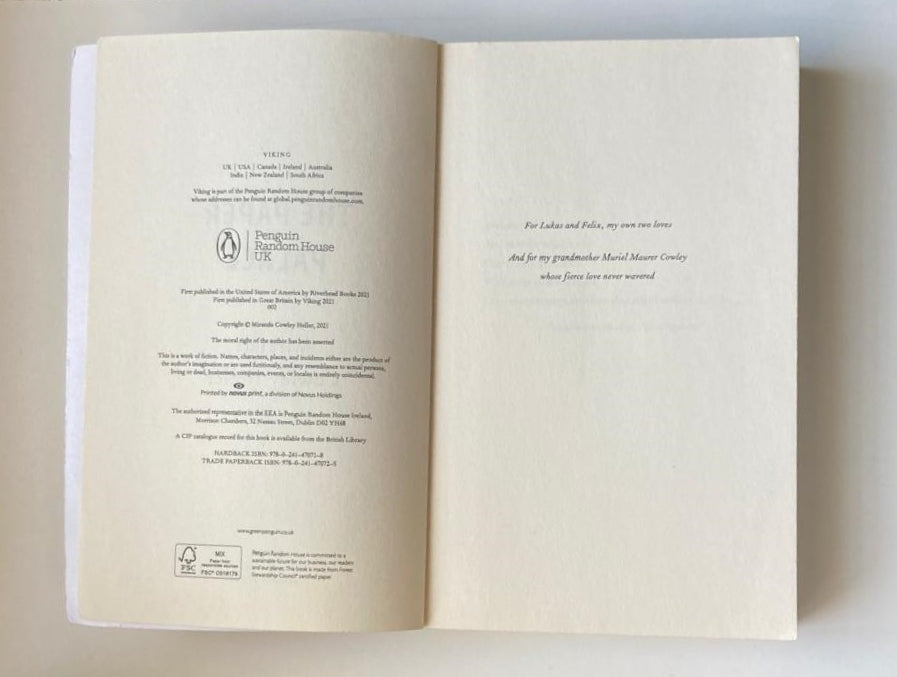 VIKING
UK | USA | Canada | Ireland | Australia
India | New Zealand | South Africa
Viking is part of the Penguin Random House group of companies
whose addresses can be found at global.penguinrandomhouse.com.
Penguin
Random House
UK
First published in the United States of America by Riverhead Books 2021
First published in Great Britain by Viking 2021
002
Copyright © Miranda Cowley Heller, 2021
The moral right of the author has been asserted
This is a work of fiction. Names, characters, places, and incidents either are the product of
the author's imagination or are used fictitiously, and any resemblance to actual persons,
living or dead, businesses, companies, events, or locales is entirely coincidental.
Printed by novus print, a division of Novus Holdings
The authorized representative in the EEA is Penguin Random House Ireland,
Morrison Chambers, 32 Nassau Street, Dublin D02 YH68
A CIP catalogue record for this book is available from the British Library
HARDBACK ISBN: 978-0-241-47071-8
TRADE PAPERBACK ISBN: 978-0-241-47072-5
www.greenpenguin.co.uk
FSC
MIX
Paper from
responsible sources
FSC® C018179
Penguin Random House is committed to a
sustainable future for our business, our readers
and our planet. This book is made from Forest
Stewardship Council® certified paper.
For Lukas and Felix, my own two loves
And for my grandmother Muriel Maurer Cowley
whose fierce love never wavered